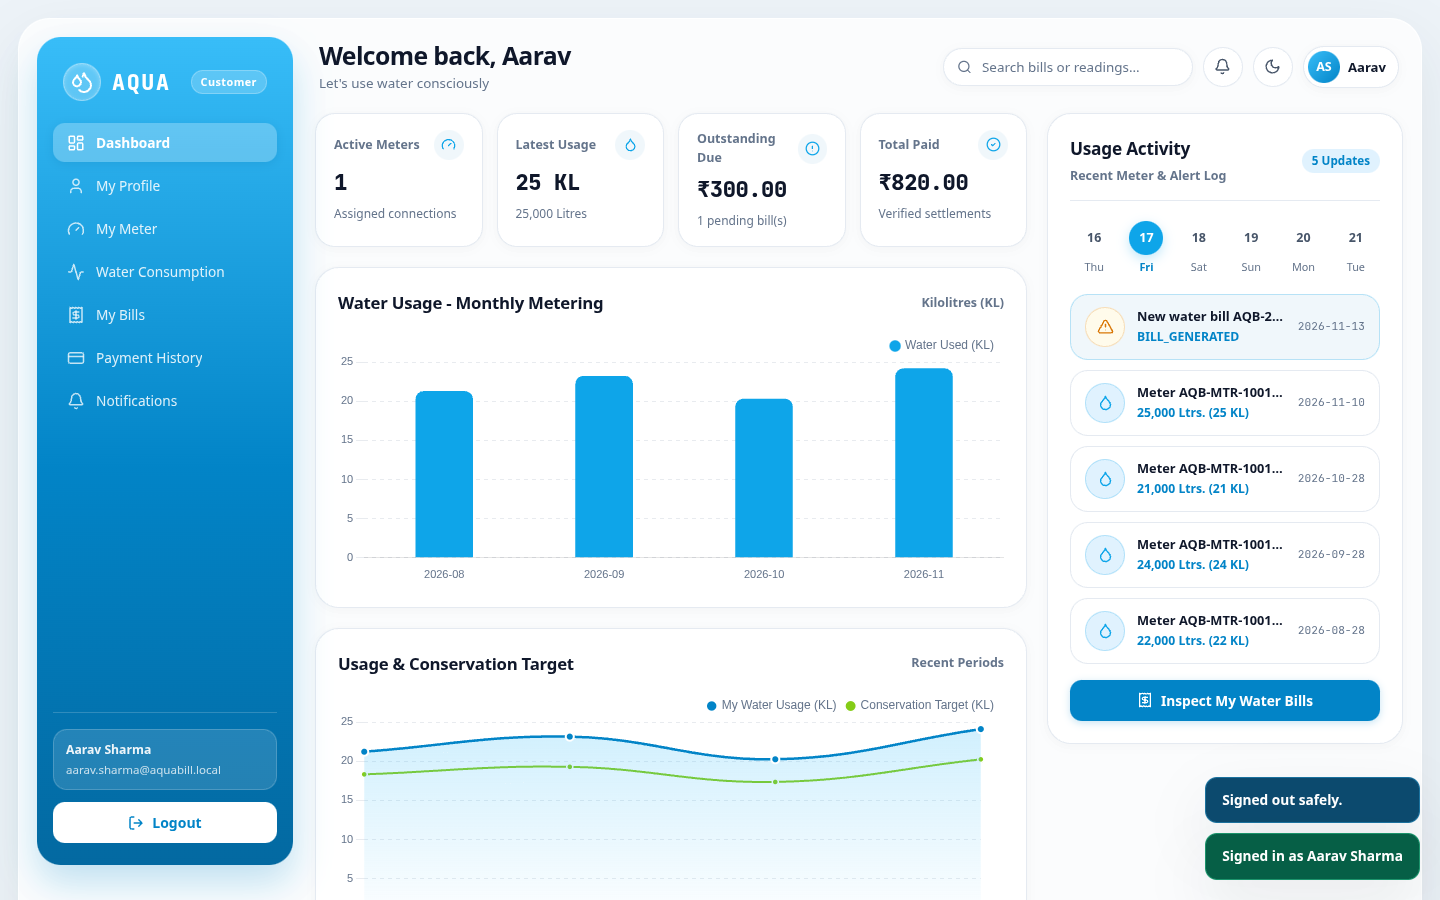 AQUA
Customer
Dashboard
My Profile
My Meter
Water Consumption
My Bills
Payment History
Notifications
Aarav Sharma
aarav.sharma@aquabill.local
Logout
Welcome back, Aarav
Let's use water consciously
Search bills or readings...
AS
Aarav
Active Meters
1
Assigned connections
Latest Usage
25 KL
25,000 Litres
Outstanding
Due
₹300.00
1 pending bill(s)
Total Paid
₹820.00
Verified settlements
Water Usage - Monthly Metering
Kilolitres (KL)
Water Used (KL)
25
20
15
10
5
0
2026-08
2026-09
2026-10
2026-11
Usage & Conservation Target
Recent Periods
My Water Usage (KL)
Conservation Target (KL)
25
20
15
10
5
Usage Activity
Recent Meter & Alert Log
5 Updates
16
17
18
19
20
21
Thu
Fri
Sat
Sun
Mon
Tue
New water bill AQB-2...
BILL_GENERATED
2026-11-13
Meter AQB-MTR-1001...
25,000 Ltrs. (25 KL)
2026-11-10
Meter AQB-MTR-1001...
21,000 Ltrs. (21 KL)
2026-10-28
Meter AQB-MTR-1001...
24,000 Ltrs. (24 KL)
2026-09-28
Meter AQB-MTR-1001...
22,000 Ltrs. (22 KL)
2026-08-28
Inspect My Water Bills
Signed out safely.
Signed in as Aarav Sharma